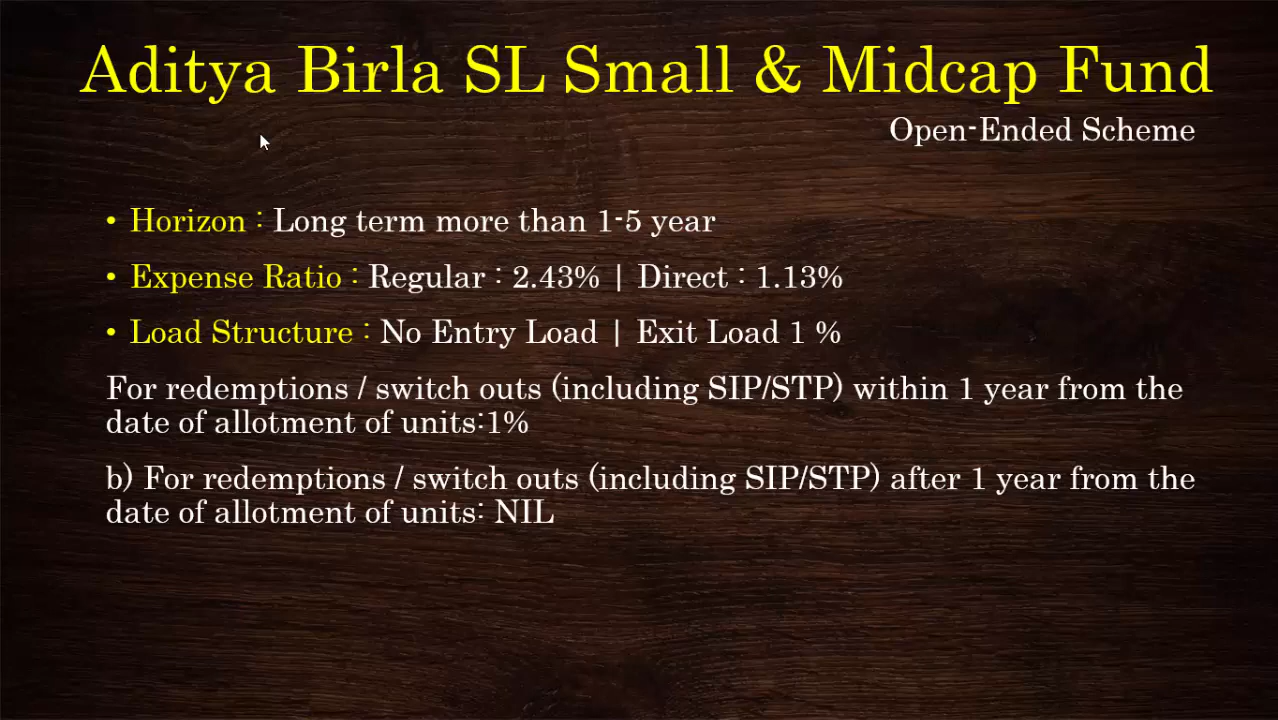 Aditya Birla SL Small & Midcap Fund
Open-Ended Scheme
• Horizon : Long term more than 1-5 year
• Expense Ratio : Regular : 2.43% | Direct : 1.13%
• Load Structure : No Entry Load | Exit Load 1 %
For redemptions / switch outs (including SIP/STP) within 1 year from the
date of allotment of units:1%
b) For redemptions / switch outs (including SIP/STP) after 1 year from the
date of allotment of units: NIL